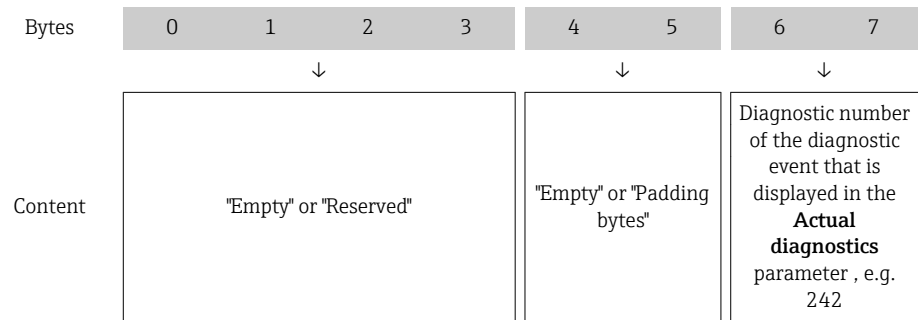 Bytes 0 1 2 3 4 5 6 7
↓ ↓ ↓
Content
"Empty" or "Reserved"
"Empty" or "Padding
bytes"
Diagnostic number
of the diagnostic
event that is
displayed in the
Actual
diagnostics
parameter , e.g.
242